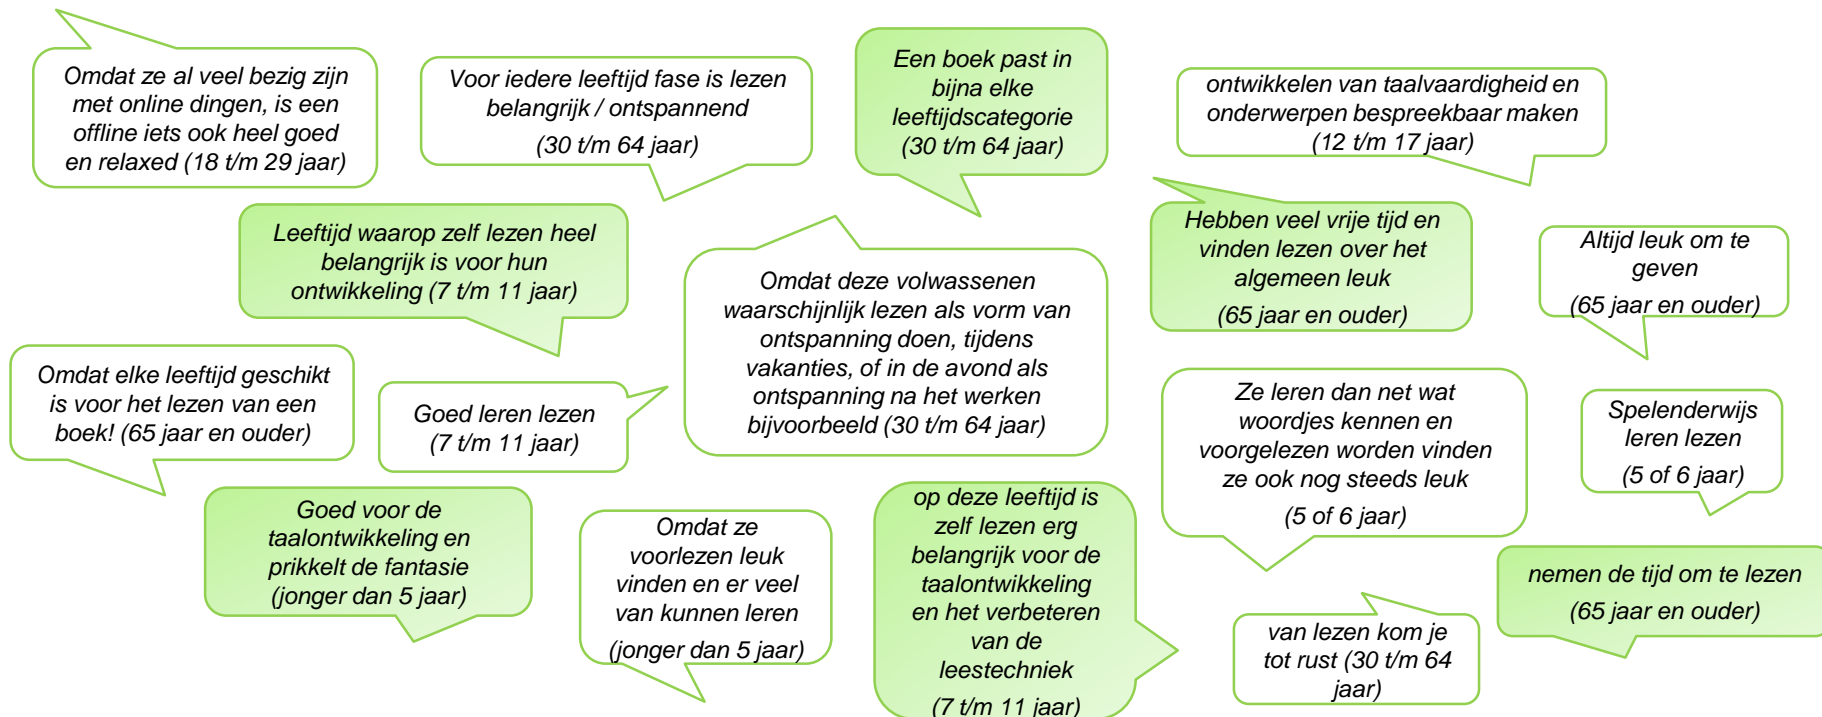 Omdat ze al veel bezig zijn
met online dingen, is een
offline iets ook heel goed
en relaxed (18 t/m 29 jaar)
Voor iedere leeftijd fase is lezen
belangrijk / ontspannend
(30 t/m 64 jaar)
Een boek past in
bijna elke
leeftijdscategorie
(30 t/m 64 jaar)
ontwikkelen van taalvaardigheid en
onderwerpen bespreekbaar maken
(12 t/m 17 jaar)
Leeftijd waarop zelf lezen heel
belangrijk is voor hun
ontwikkeling (7 t/m 11 jaar)
Omdat deze volwassenen
waarschijnlijk lezen als vorm van
ontspanning doen, tijdens
vakanties, of in de avond als
ontspanning na het werken
bijvoorbeeld (30 t/m 64 jaar)
Hebben veel vrije tijd en
vinden lezen over het
algemeen leuk
(65 jaar en ouder)
Altijd leuk om te
geven
(65 jaar en ouder)
Omdat elke leeftijd geschikt
is voor het lezen van een
boek! (65 jaar en ouder)
Goed leren lezen
(7 t/m 11 jaar)
Ze leren dan net wat
woordjes kennen en
voorgelezen worden vinden
ze ook nog steeds leuk
(5 of 6 jaar)
Spelenderwijs
leren lezen
(5 of 6 jaar)
Goed voor de
taalontwikkeling en
prikkelt de fantasie
(jonger dan 5 jaar)
Omdat ze
voorlezen leuk
vinden en er veel
van kunnen leren
(jonger dan 5 jaar)
op deze leeftijd is
zelf lezen erg
belangrijk voor de
taalontwikkeling
en het verbeteren
van de
leestechniek
(7 t/m 11 jaar)
van lezen kom je
tot rust (30 t/m 64
jaar)
nemen de tijd om te lezen
(65 jaar en ouder)